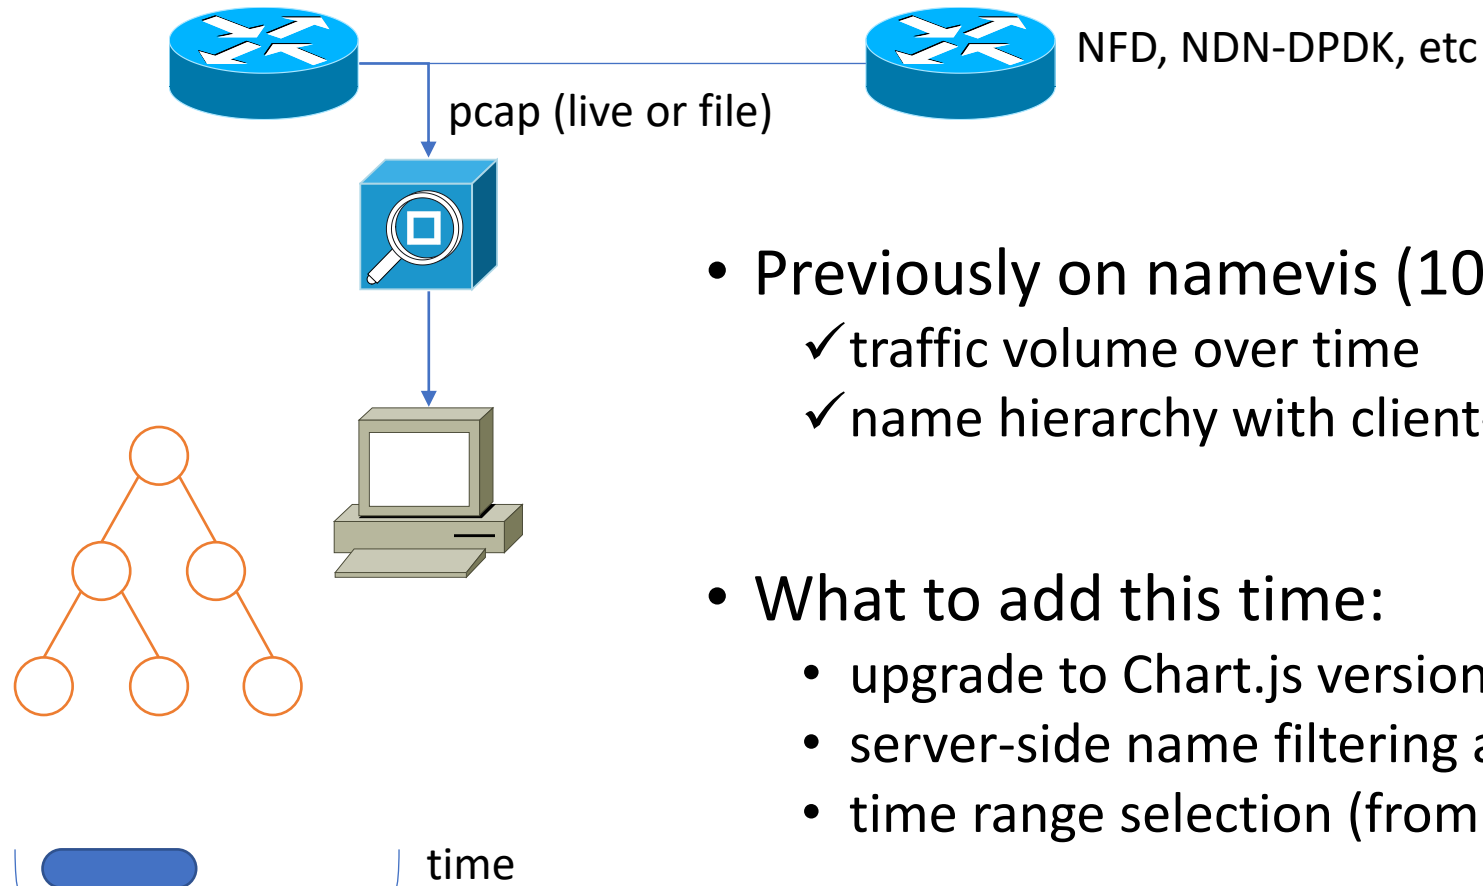 NFD, NDN-DPDK, etc
pcap (live or file)
• Previously on namevis (10
✓traffic volume over time
✓name hierarchy with client-
• What to add this time:
• upgrade to Chart.js version
• server-side name filtering
• time range selection (from
time